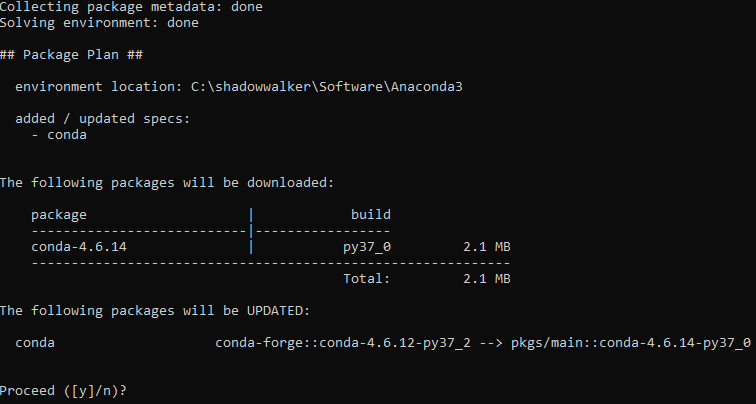 Collecting package metadata: done
Solving environment: done
## Package Plan ##
environment location: C:\shadowwalker\Software\Anaconda3
added / updated specs:
- conda
The following packages will be downloaded:
package | build
---------------------------|-----------------
conda-4.6.14 | py37_0 2.1 MB
------------------------------------------------------------
Total: 2.1 MB
The following packages will be UPDATED:
conda conda-forge::conda-4.6.12-py37_2 --> pkgs/main::conda-4.6.14-py37_0
Proceed ([y]/n)?